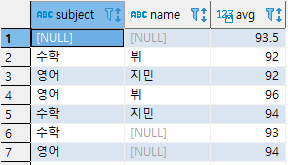 subject name 123 avg
1 [NULL] [NULL] 93.5
2 수학 뷔 92
3 영어 지민 92
4 영어 뷔 96
5 수학 지민 94
6 수학 [NULL] 93
7 영어 [NULL] 94